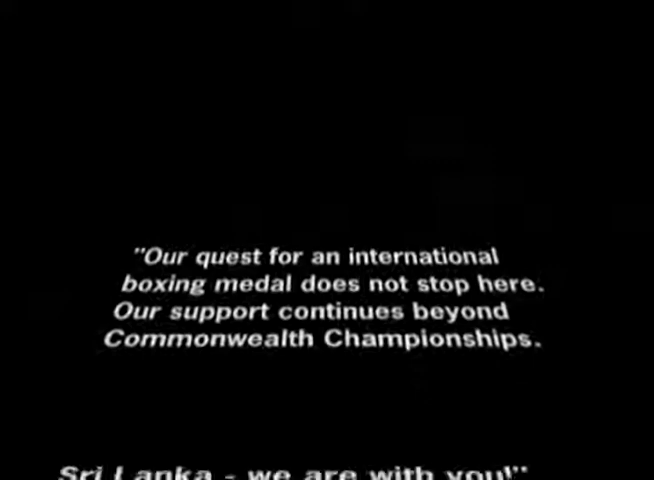 "Our quest for an international
boxing medal does not stop here.
Our support continues beyond
Commonwealth Championships.
Sri Lanka - we are with you!"